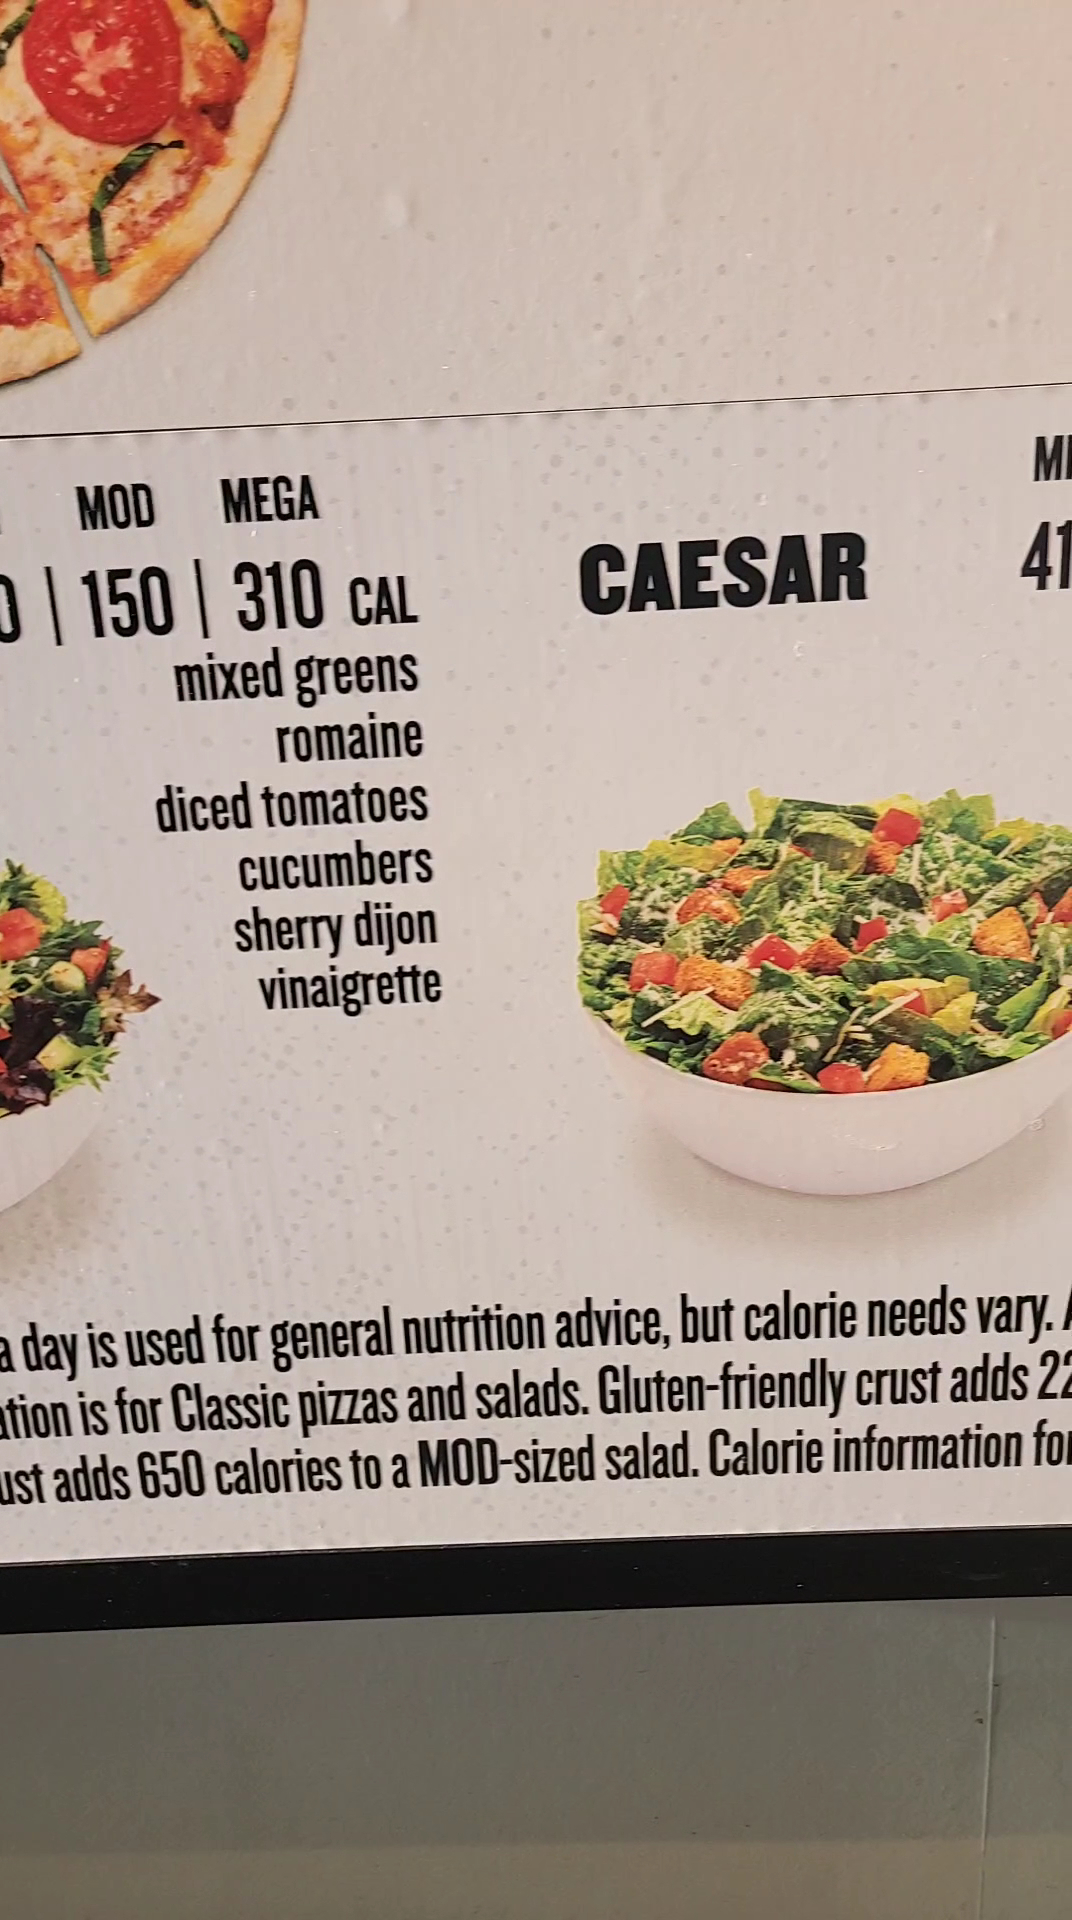 MOD MEGA
| 150 | 310 CAL
mixed greens
romaine
diced tomatoes
cucumbers
sherry dijon
vinaigrette
CAESAR
a day is used for general nutrition advice, but calorie needs vary.
is for Classic pizzas and salads. Gluten-friendly crust adds
adds 650 calories to a MOD-sized salad. Calorie information for